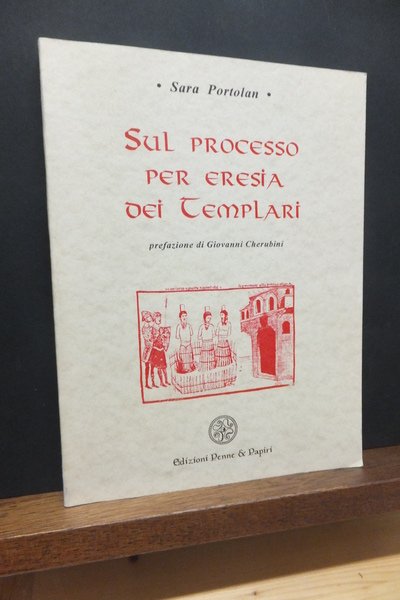 • Sara Portolan •
Sul processo
per eresia
dei Templari
prefazione di Giovanni Cherubini
Edizioni Penne & Papiri